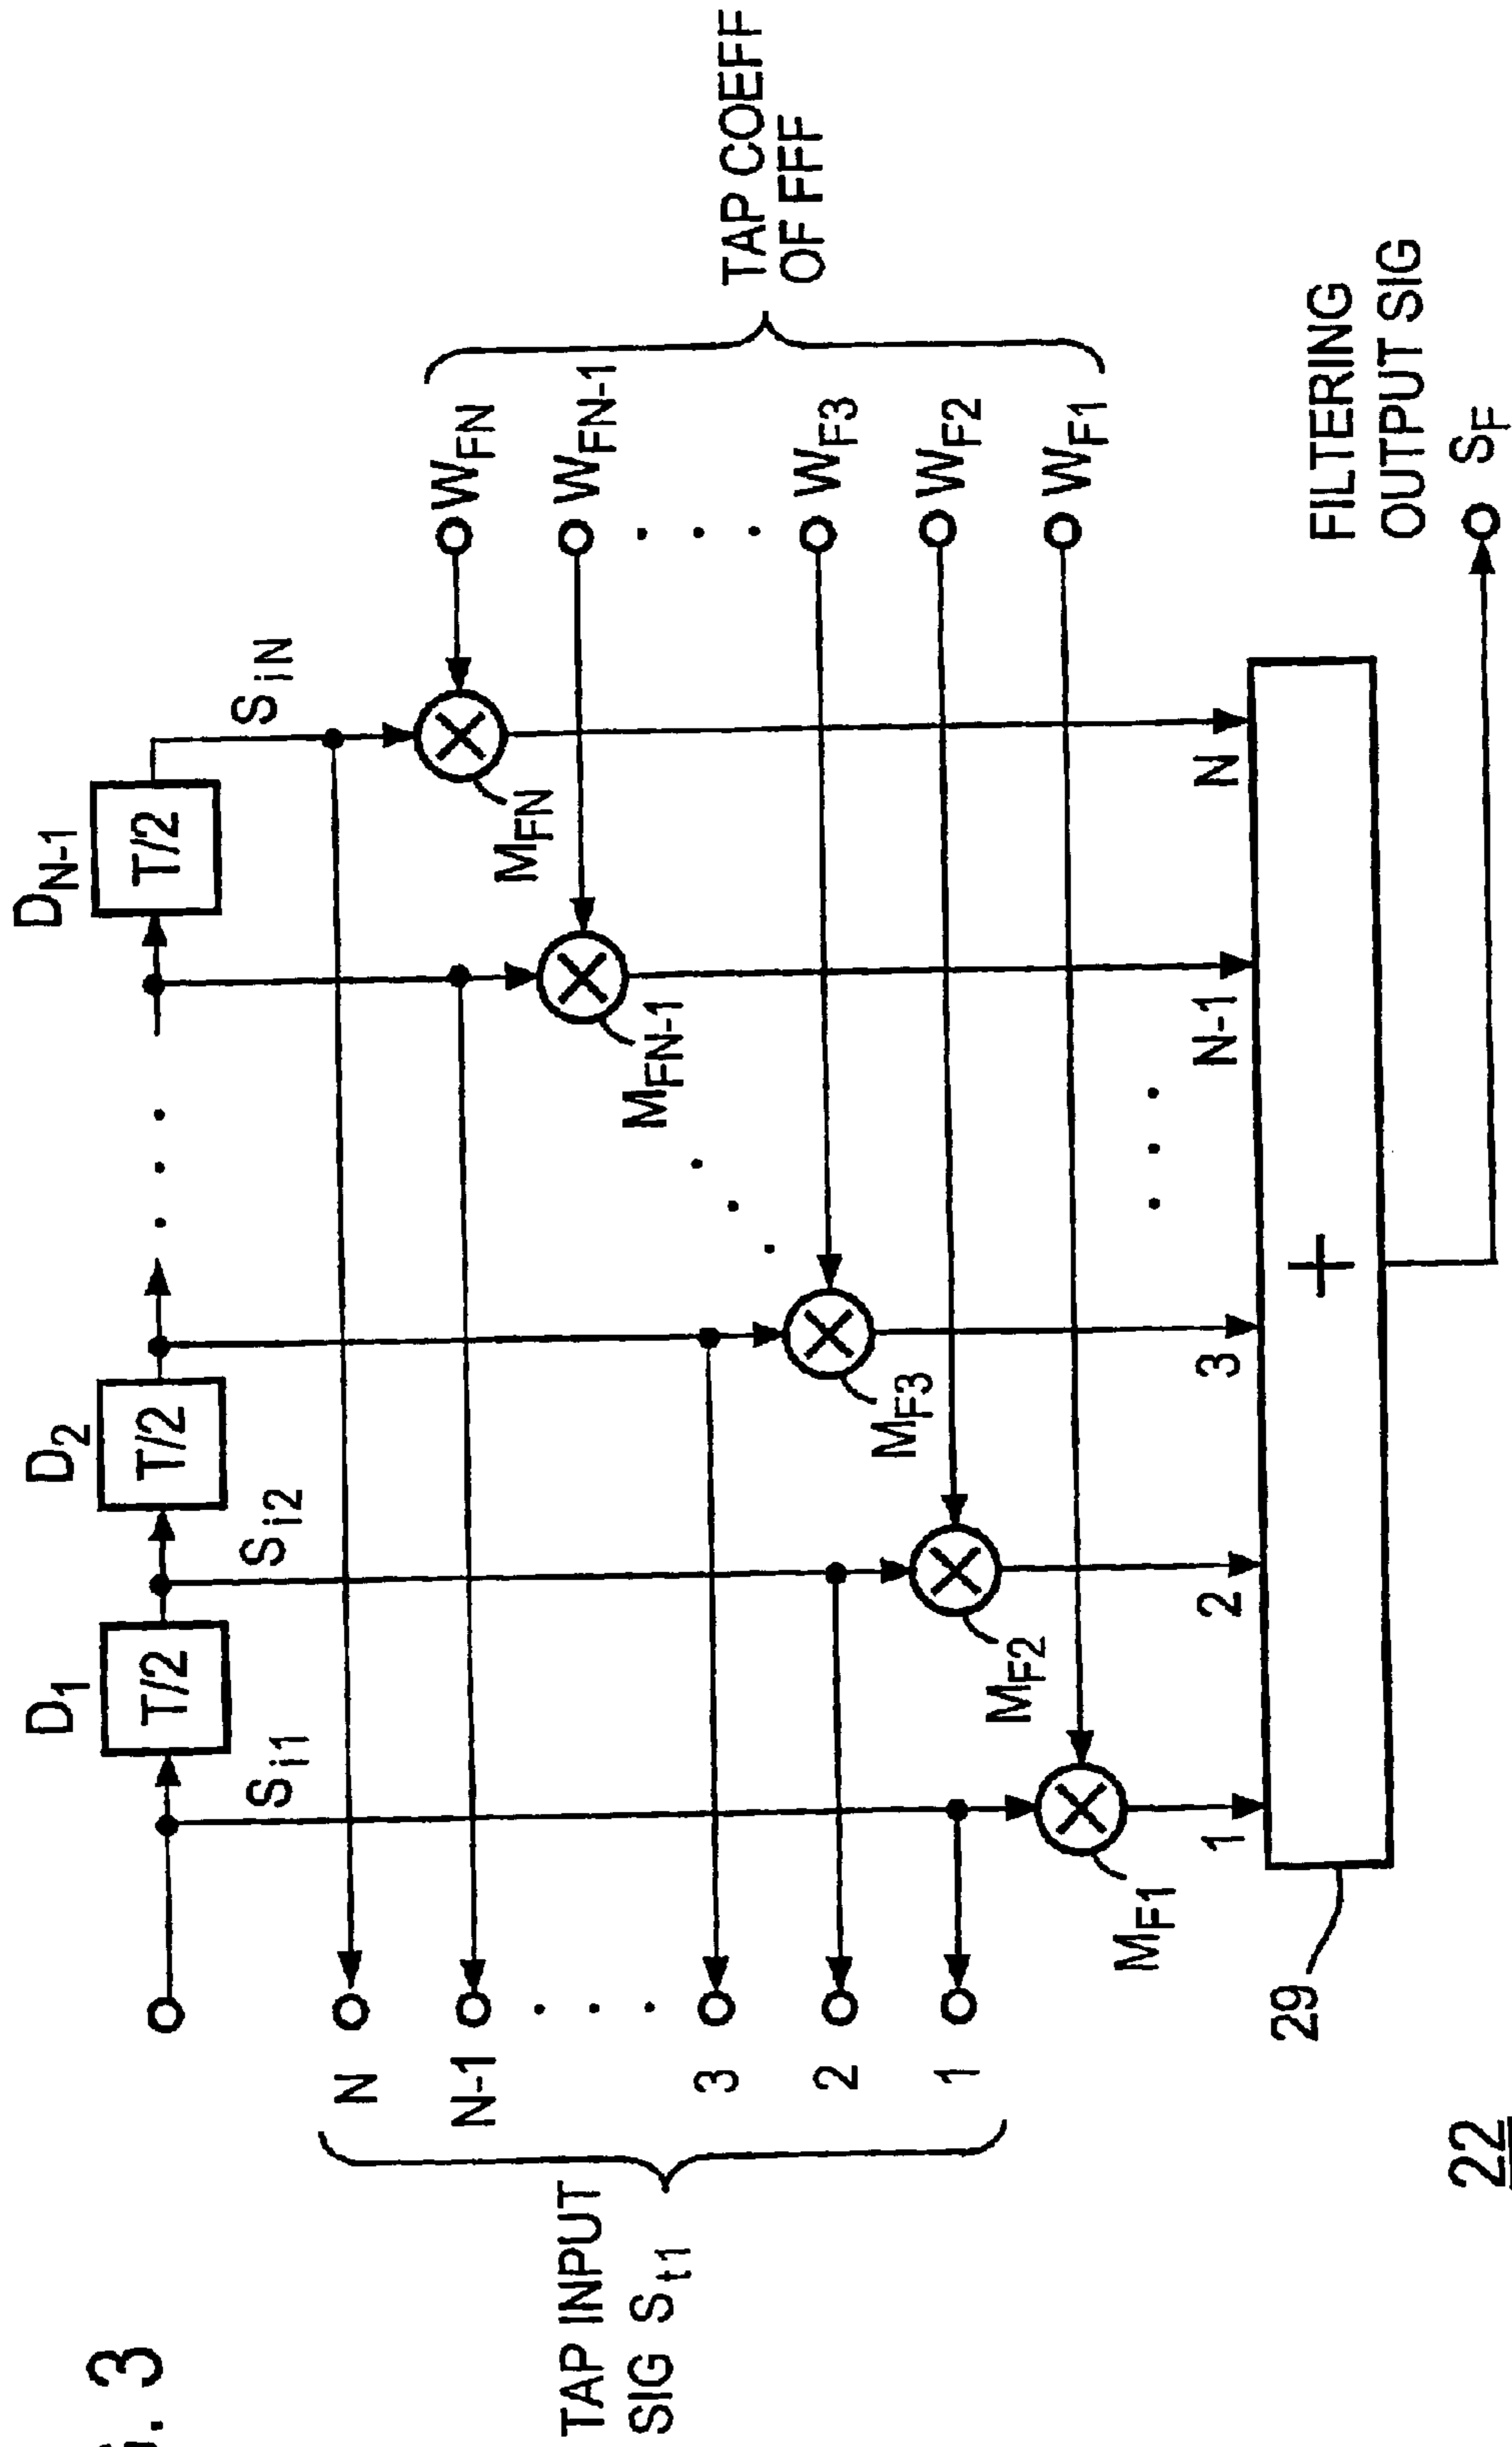 G. 3
D1
D2
DN-1
T/2
T/2
T/2
Si1
Si2
SiN
TAP INPUT
SIG St1
N
N-1
3
2
1
WFN
WFN-1
WF3
WF2
WF1
TAP COEFF
OF FFF
MFN
MFN-1
MF3
MF2
MF1
1
2
3
N-1
N
+
29
FILTERING
OUTPUT SIG
SF
22